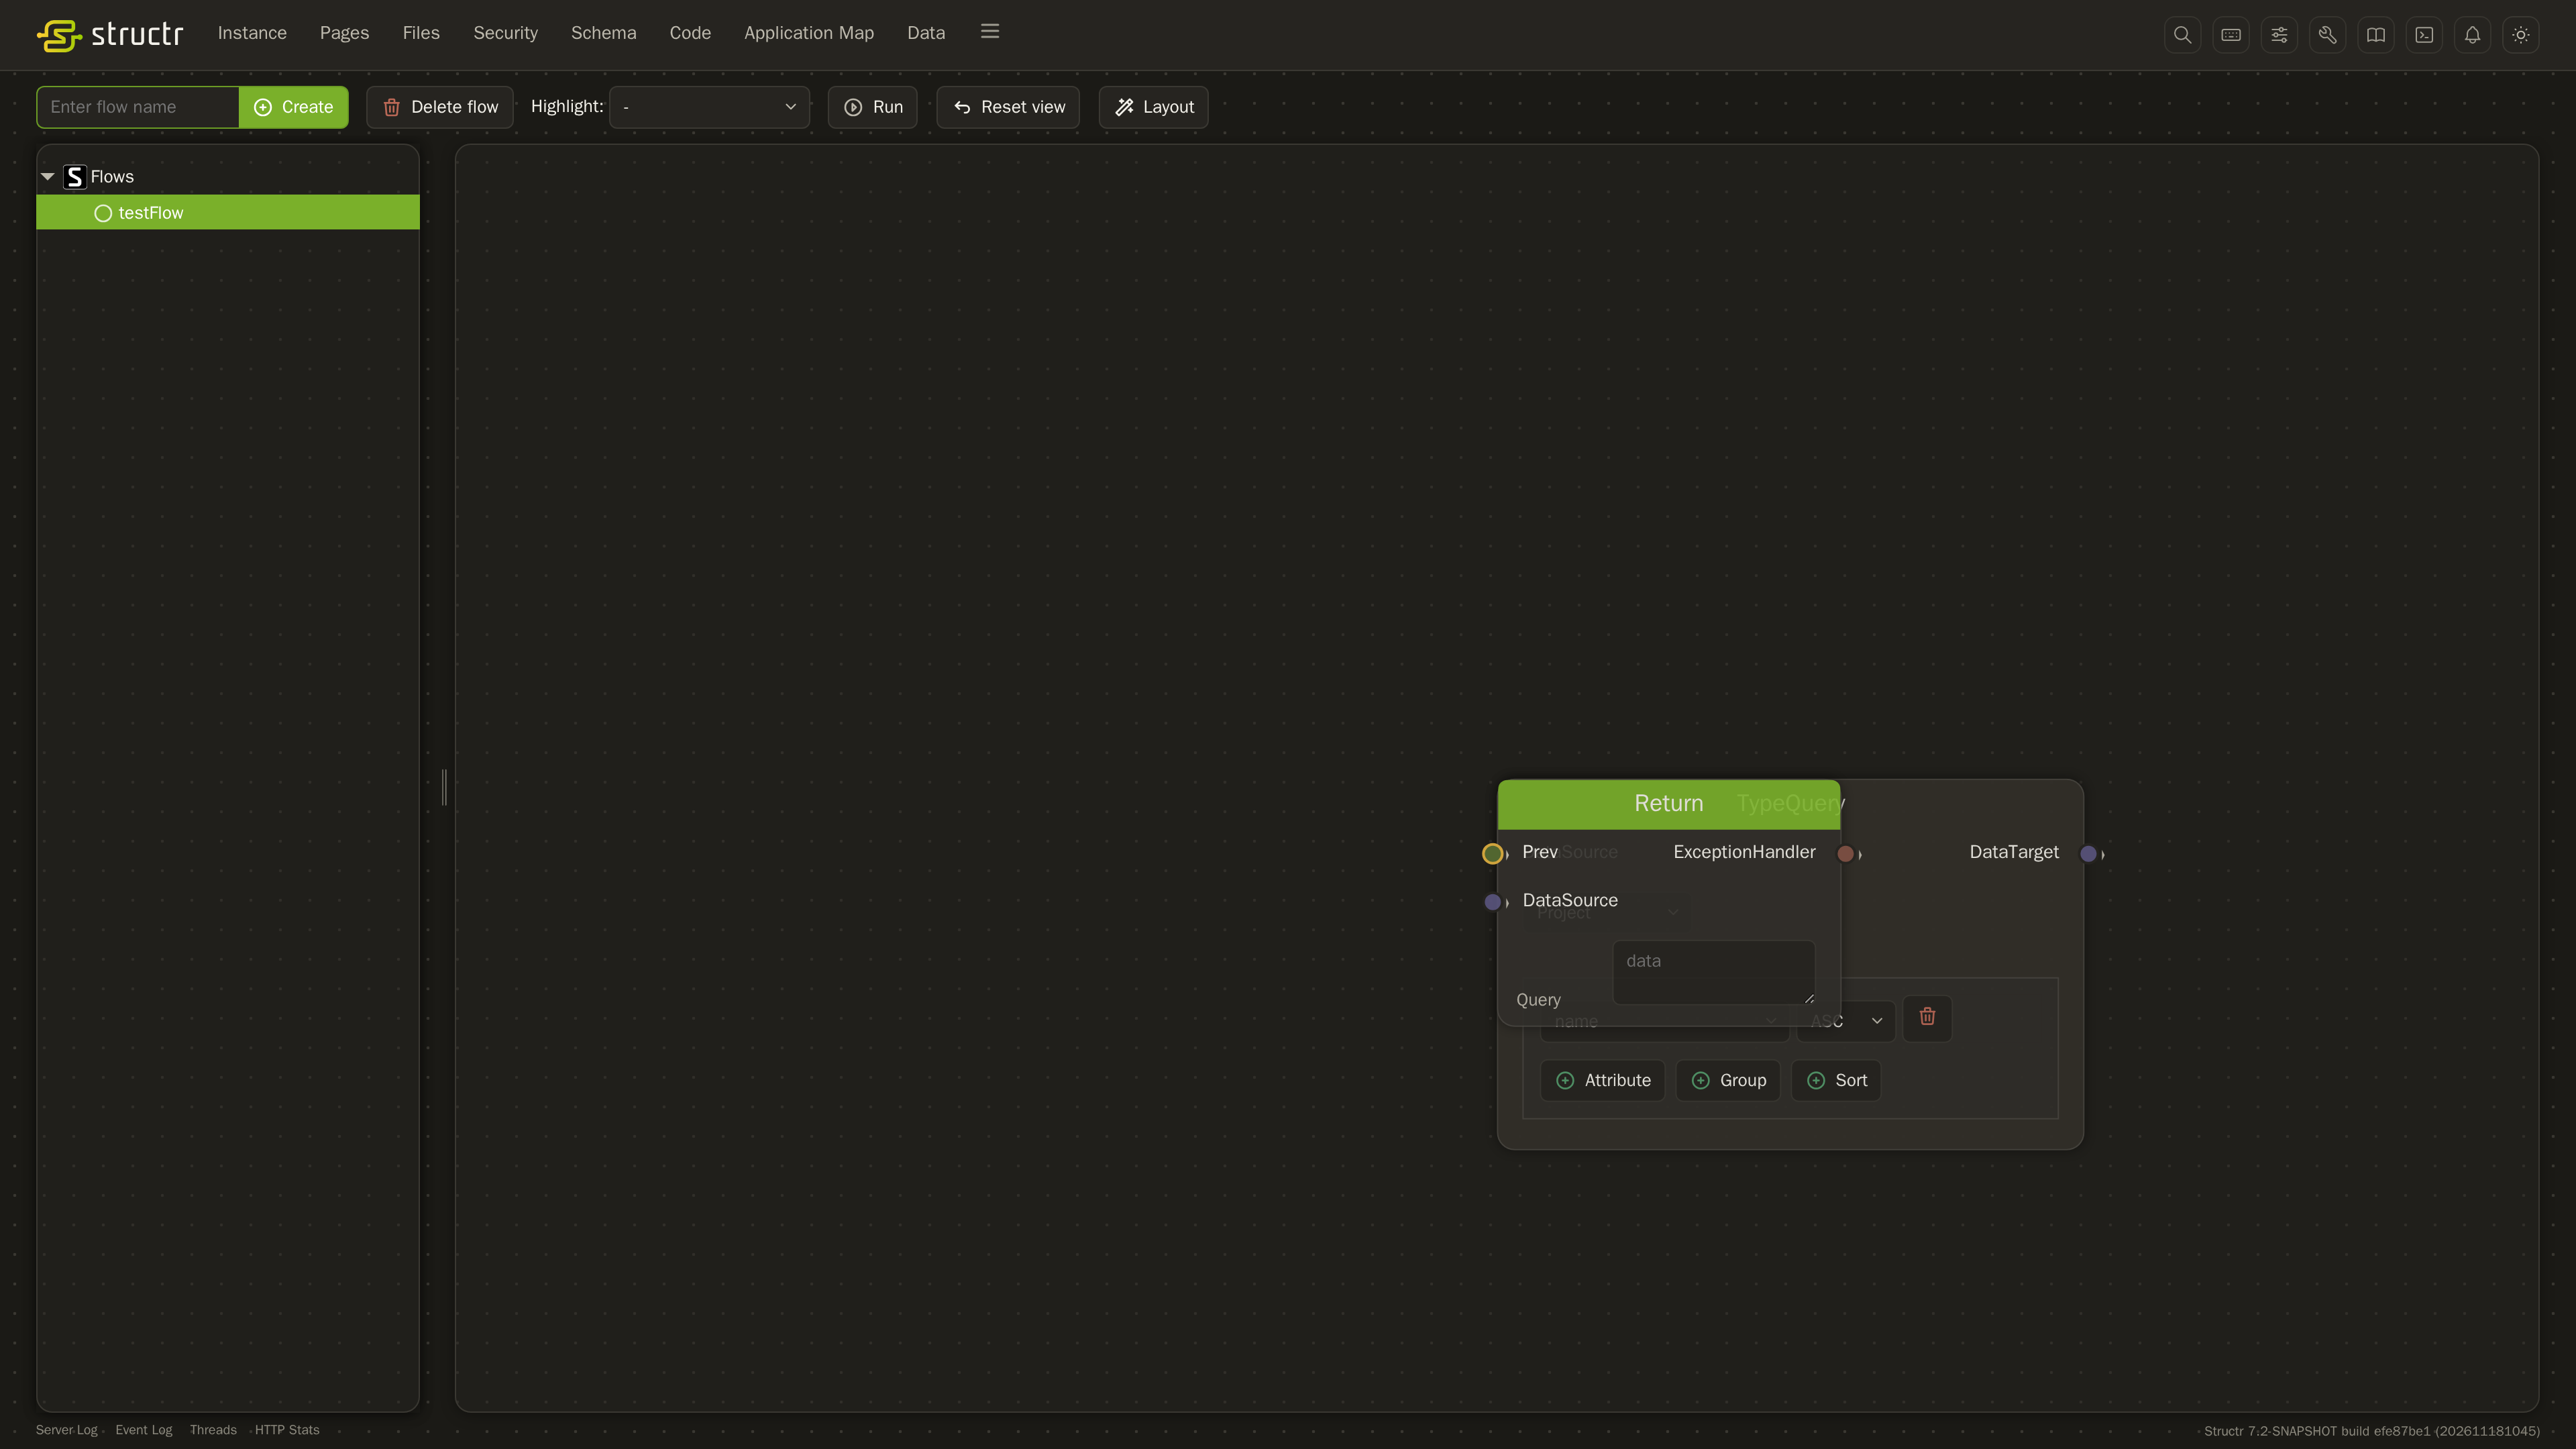 structr Instance Pages Files Security Schema Code Application Map Data
Enter flow name Create Delete flow Highlight: - Run Reset view Layout
Flows
testFlow
Return TypeQuery
Prev ExceptionHandler DataTarget
DataSource
Project
data
Query
name ASC
Attribute Group Sort
Server Log Event Log Threads HTTP Stats
Structr 7.2-SNAPSHOT build efe87be1 (202611181045)